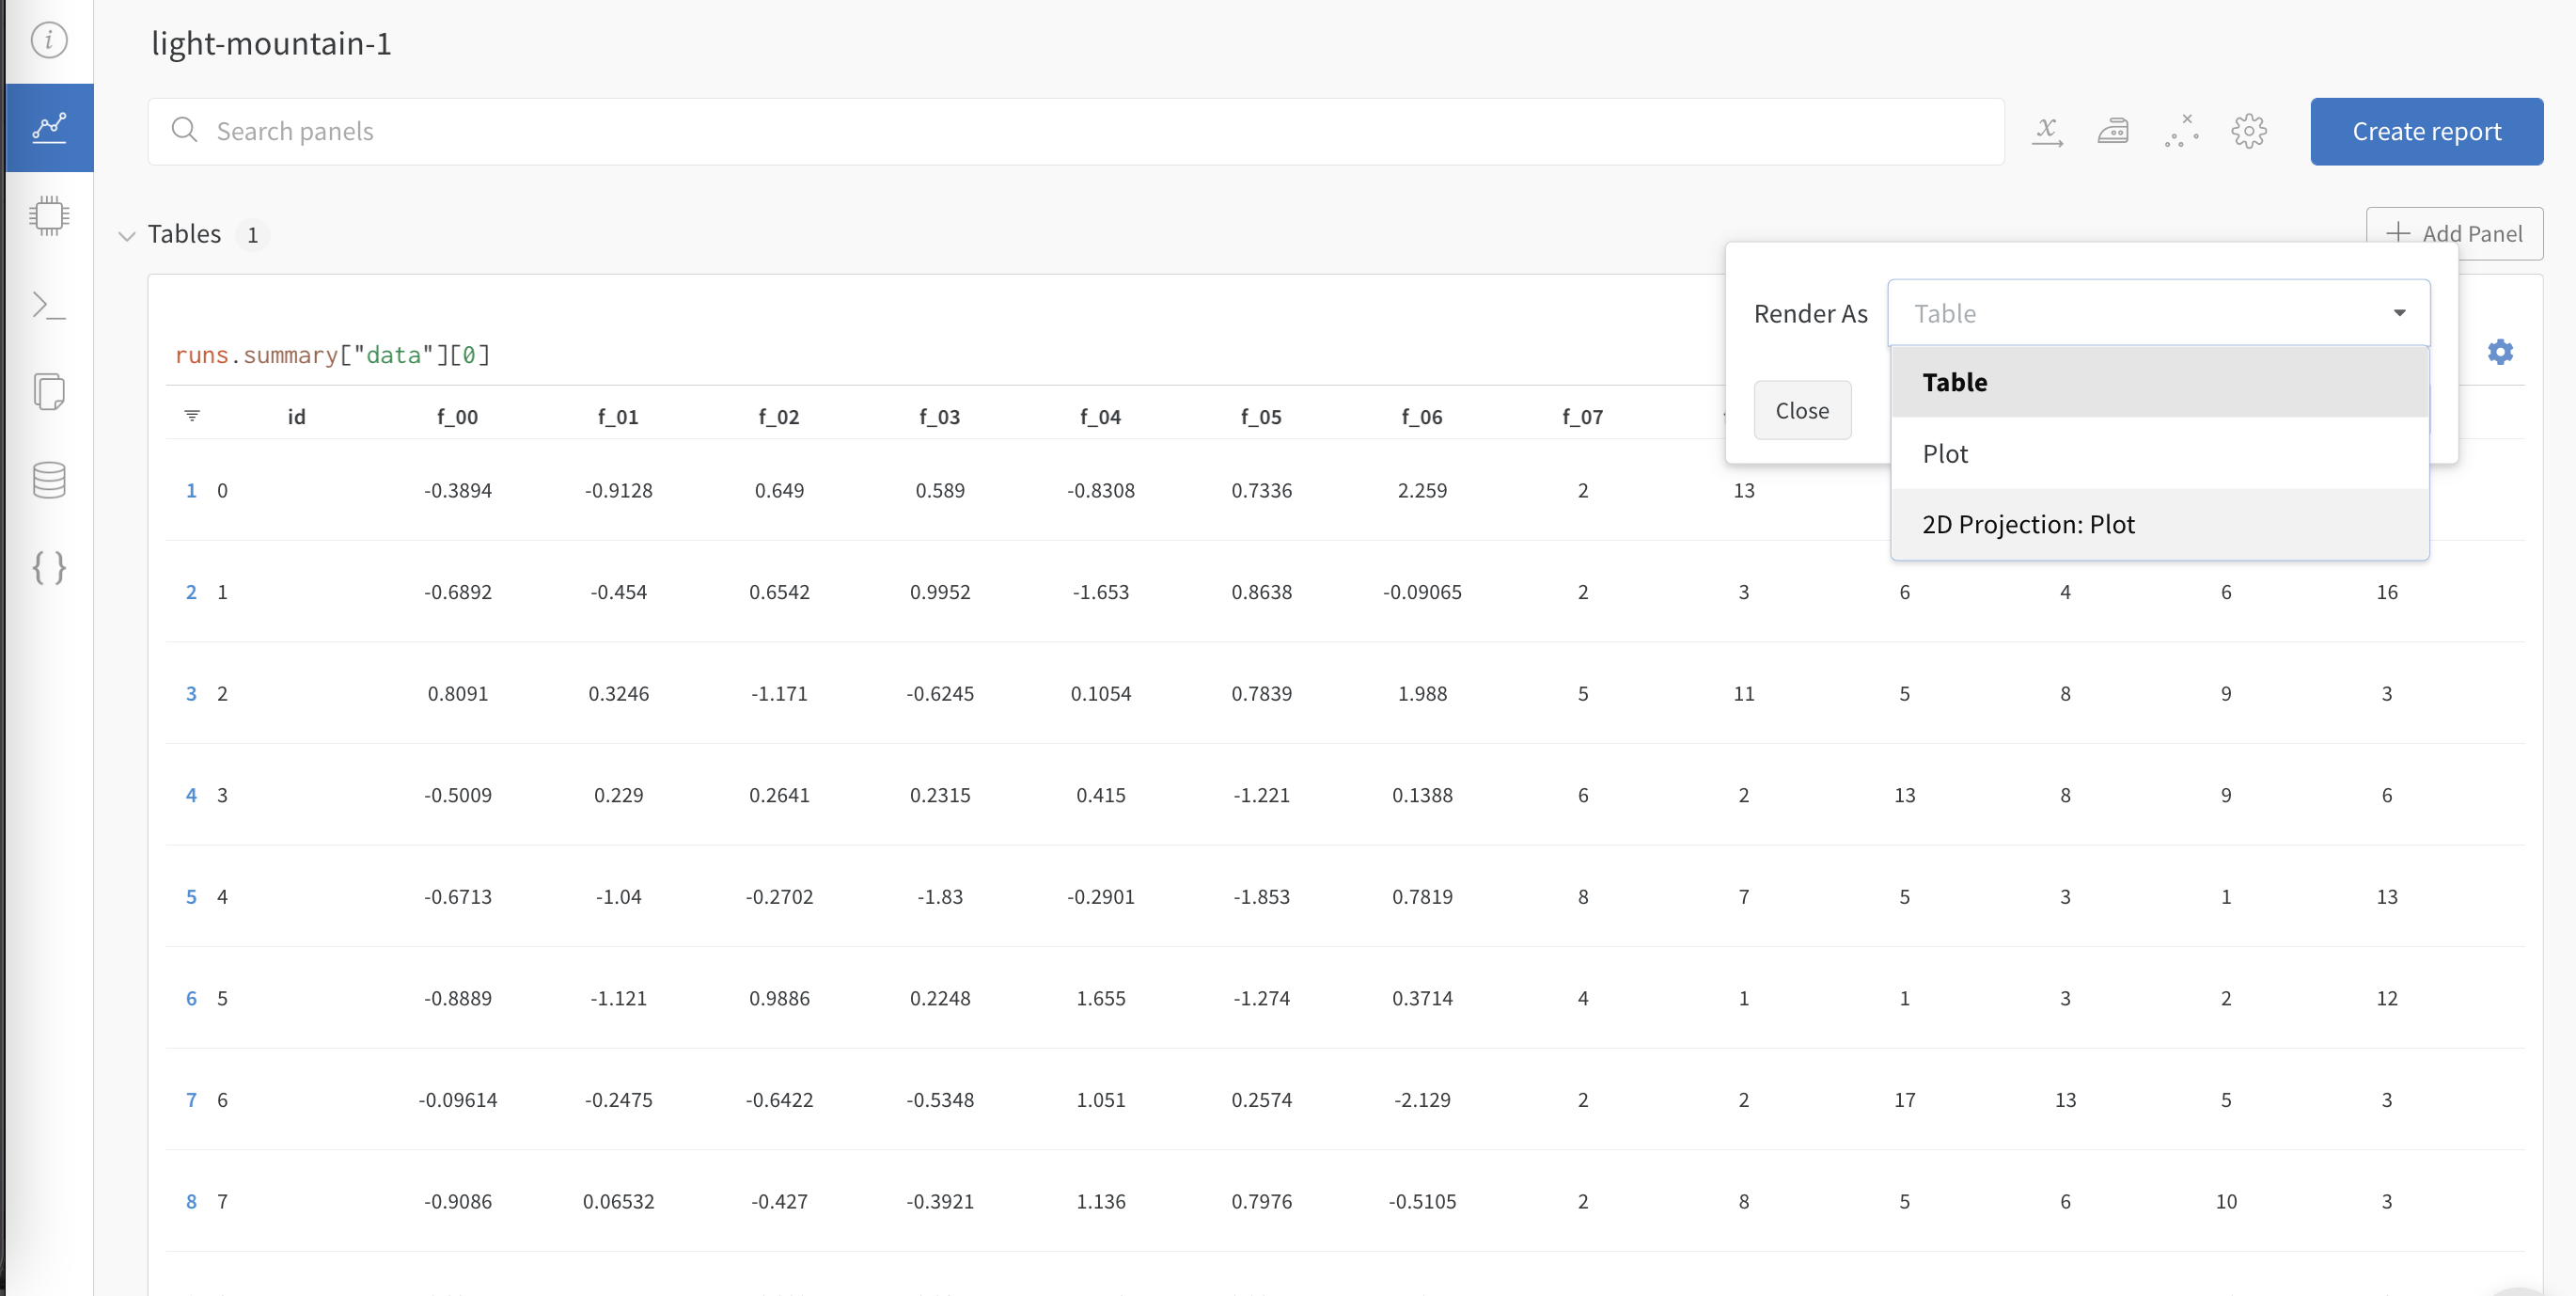 light-mountain-1
Search panels
Create report
Tables 1
Add Panel
Render As Table
Table
Plot
2D Projection: Plot
Close
runs.summary["data"][0]
id f_00 f_01 f_02 f_03 f_04 f_05 f_06 f_07
1 0 -0.3894 -0.9128 0.649 0.589 -0.8308 0.7336 2.259 2 13
2 1 -0.6892 -0.454 0.6542 0.9952 -1.653 0.8638 -0.09065 2 3 6 4 6 16
3 2 0.8091 0.3246 -1.171 -0.6245 0.1054 0.7839 1.988 5 11 5 8 9 3
4 3 -0.5009 0.229 0.2641 0.2315 0.415 -1.221 0.1388 6 2 13 8 9 6
5 4 -0.6713 -1.04 -0.2702 -1.83 -0.2901 -1.853 0.7819 8 7 5 3 1 13
6 5 -0.8889 -1.121 0.9886 0.2248 1.655 -1.274 0.3714 4 1 1 3 2 12
7 6 -0.09614 -0.2475 -0.6422 -0.5348 1.051 0.2574 -2.129 2 2 17 13 5 3
8 7 -0.9086 0.06532 -0.427 -0.3921 1.136 0.7976 -0.5105 2 8 5 6 10 3